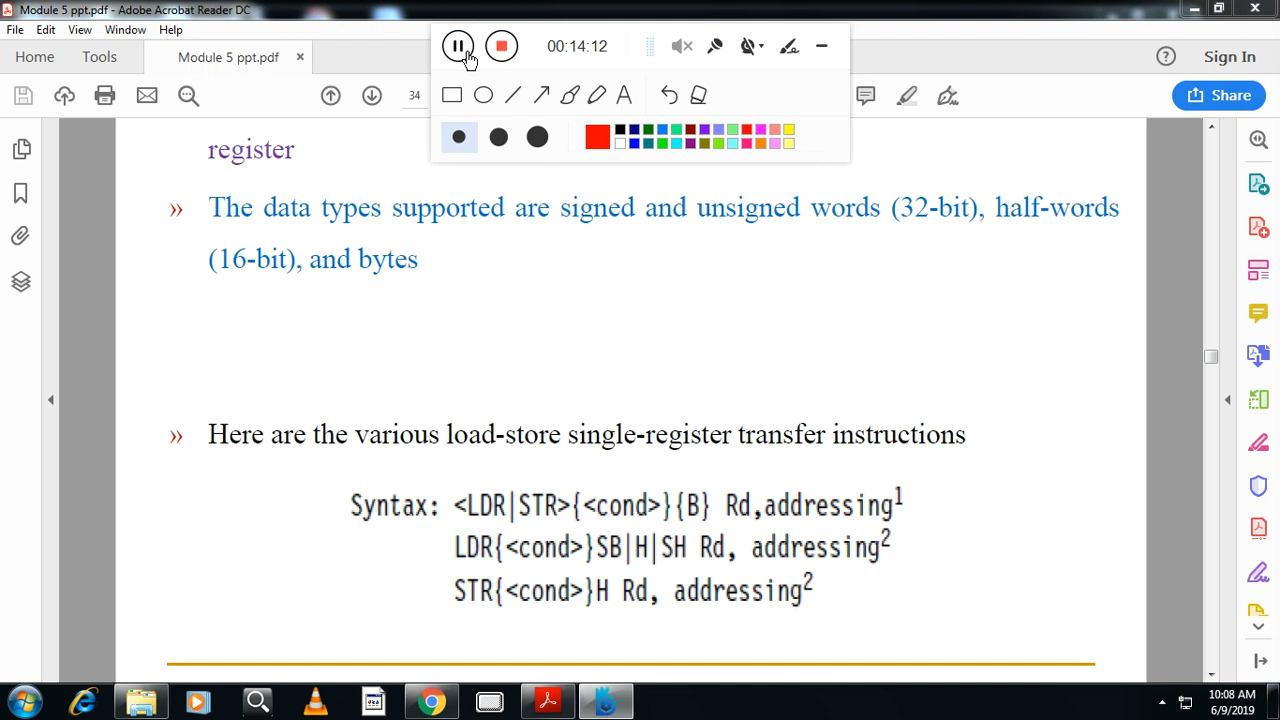 Module 5 ppt.pdf - Adobe Acrobat Reader DC
File Edit View Window Help
00:14:12
Home Tools Module 5 ppt.pdf × Sign In
34 A Share
register
» The data types supported are signed and unsigned words (32-bit), half-words
(16-bit), and bytes
» Here are the various load-store single-register transfer instructions
Syntax: <LDR|STR>{<cond>}{B} Rd,addressing¹
LDR{<cond>}SB|H|SH Rd, addressing²
STR{<cond>}H Rd, addressing²
10:08 AM
6/9/2019